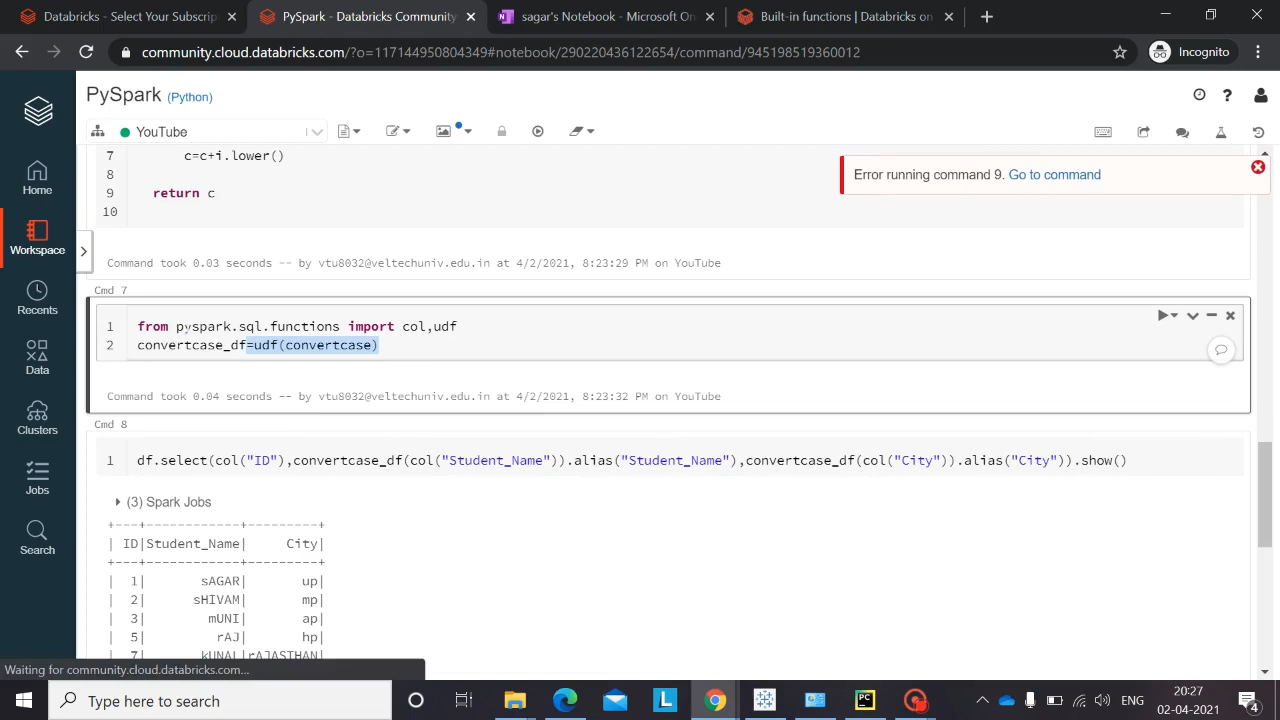 Databricks - Select Your Subscrip
PySpark - Databricks Community
sagar's Notebook - Microsoft On
Built-in functions | Databricks on
community.cloud.databricks.com/?o=117144950804349#notebook/290220436122654/command/945198519360012
Incognito
PySpark (Python)
YouTube
Home
Workspace
Recents
Data
Clusters
Jobs
Search
Error running command 9. Go to command
7 c=c+i.lower()
8
9 return c
10
Command took 0.03 seconds -- by vtu8032@veltechuniv.edu.in at 4/2/2021, 8:23:29 PM on YouTube
Cmd 7
1 from pyspark.sql.functions import col,udf
2 convertcase_df=udf(convertcase)
Command took 0.04 seconds -- by vtu8032@veltechuniv.edu.in at 4/2/2021, 8:23:32 PM on YouTube
Cmd 8
1 df.select(col("ID"),convertcase_df(col("Student_Name")).alias("Student_Name"),convertcase_df(col("City")).alias("City")).show()
(3) Spark Jobs
+---+------------+---------+
| ID|Student_Name| City|
+---+------------+---------+
| 1| sAGAR| up|
| 2| sHIVAM| mp|
| 3| mUNI| ap|
| 5| rAJ| hp|
| 7| kUNAL|rAJASTHAN|
Waiting for community.cloud.databricks.com...
Type here to search
ENG
20:27
02-04-2021
4